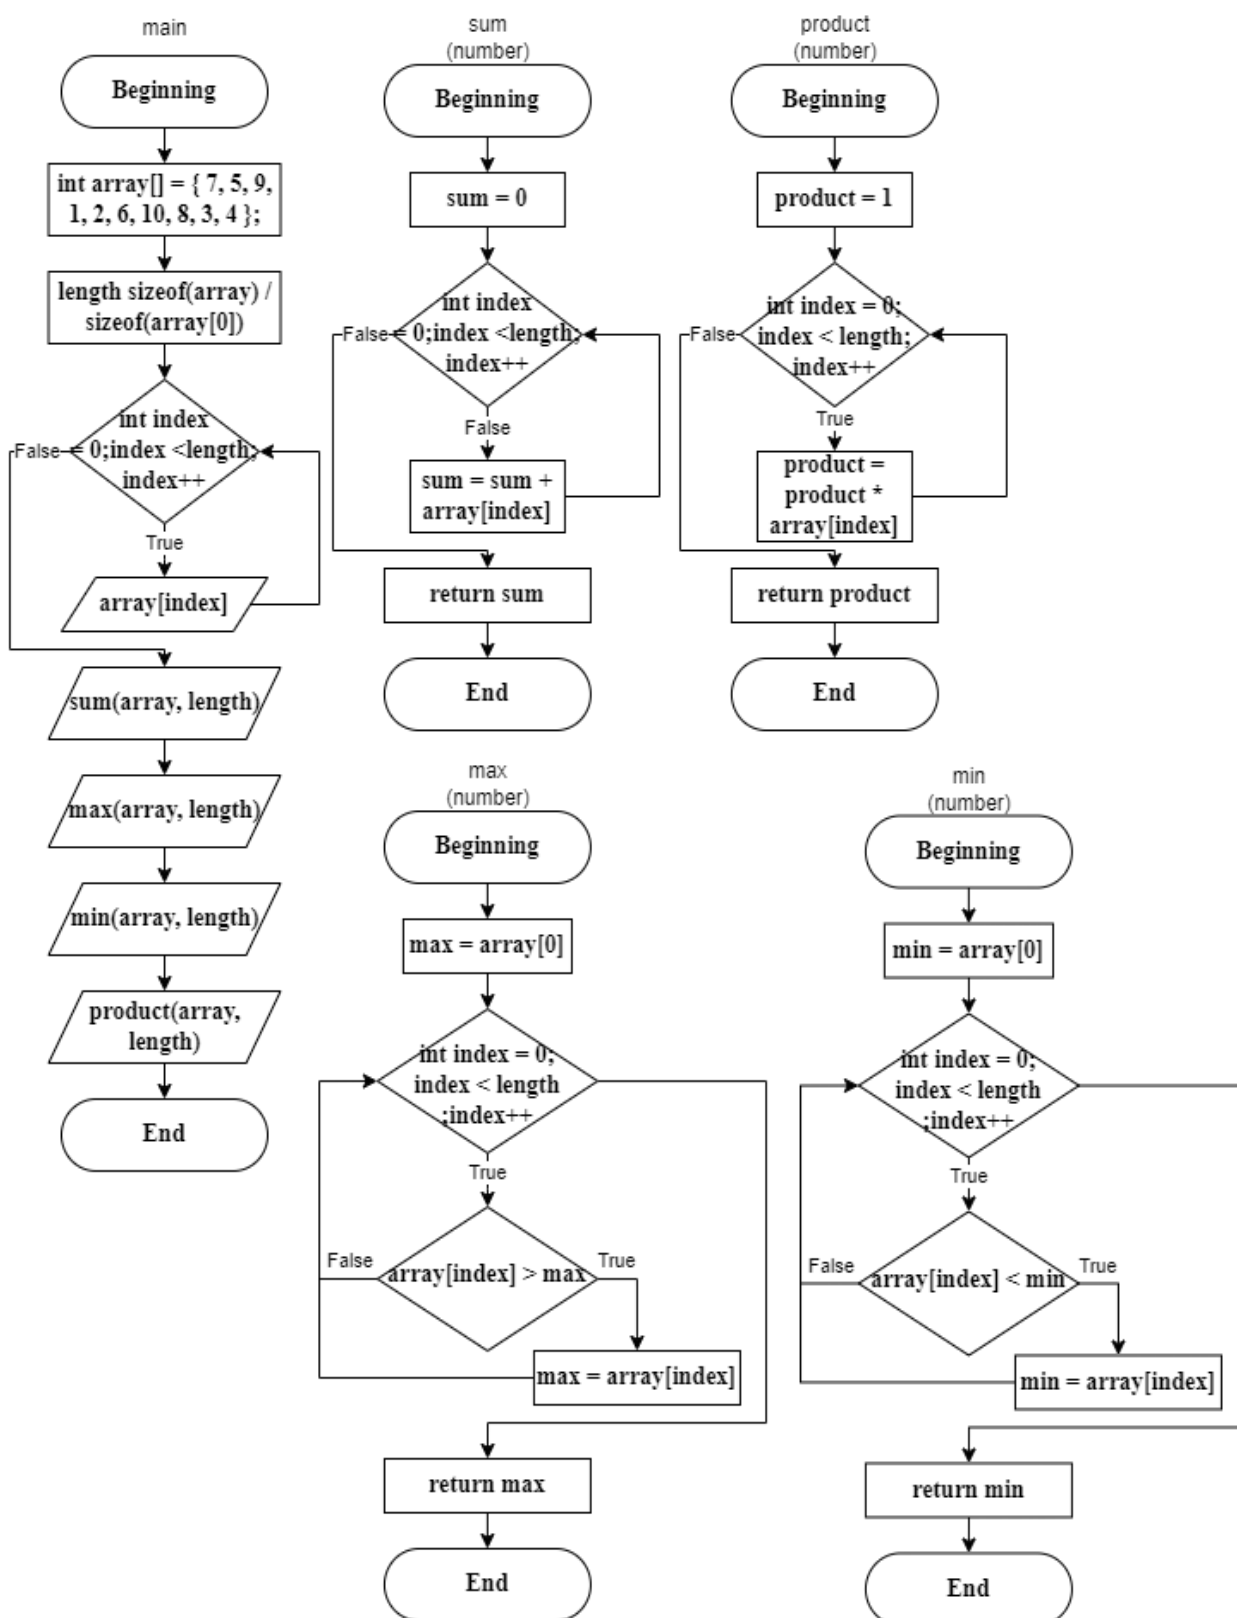 main
Beginning
int array[] = { 7, 5, 9,
1, 2, 6, 10, 8, 3, 4 };
length sizeof(array) /
sizeof(array[0])
int index
= 0;index <length;
index++
False
True
array[index]
sum(array, length)
max(array, length)
min(array, length)
product(array,
length)
End
sum
(number)
Beginning
sum = 0
int index
= 0;index <length;
index++
False
False
sum = sum +
array[index]
return sum
End
product
(number)
Beginning
product = 1
int index = 0;
index < length;
index++
False
True
product =
product *
array[index]
return product
End
max
(number)
Beginning
max = array[0]
int index = 0;
index < length
;index++
True
array[index] > max
False
True
max = array[index]
return max
End
min
(number)
Beginning
min = array[0]
int index = 0;
index < length
;index++
True
array[index] < min
False
True
min = array[index]
return min
End